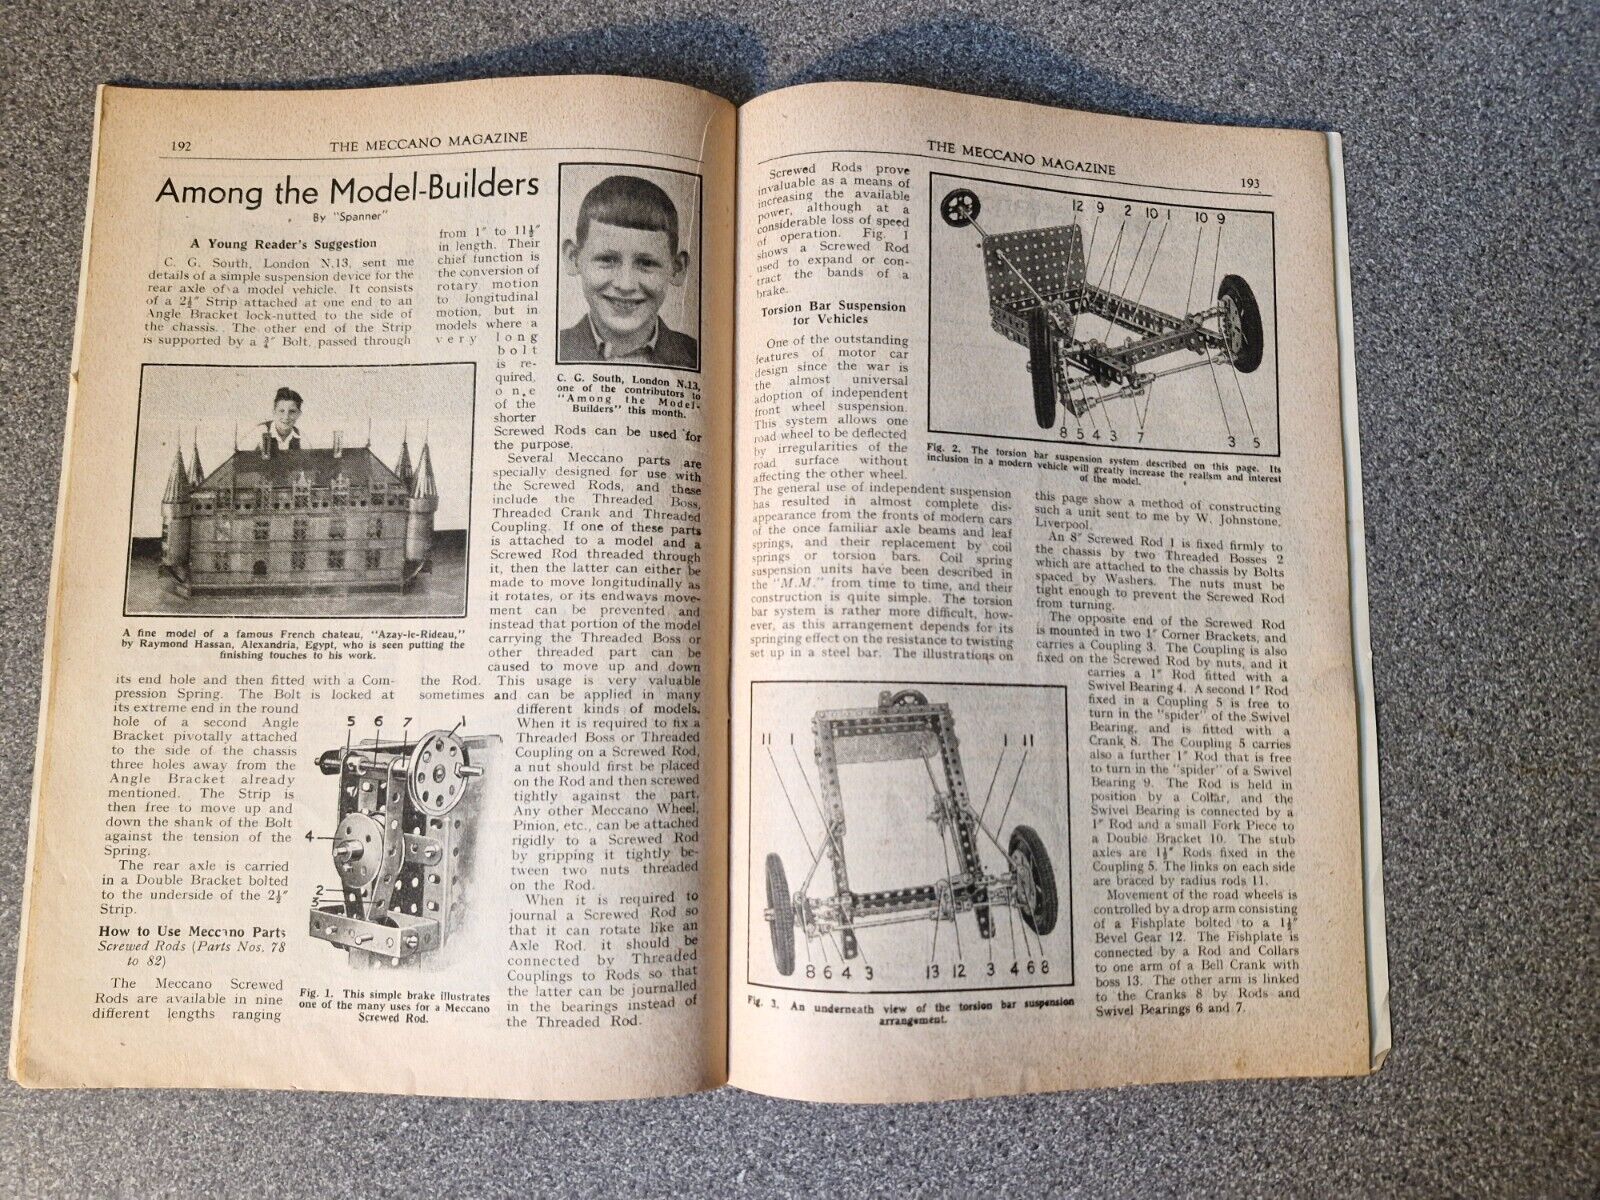 192
THE MECCANO MAGAZINE
Among the Model-Builders
By "Spanner"
A Young Reader's Suggestion
C. G. South, London N.13, sent me
details of a simple suspension device for the
rear axle of a model vehicle. It consists
of a 2½" Strip attached at one end to an
Angle Bracket lock-nutted to the side of
the chassis. The other end of the Strip
is supported by a ¾" Bolt, passed through
A fine model of a famous French chateau, "Azay-le-Rideau,"
by Raymond Hassan, Alexandria, Egypt, who is seen putting the
finishing touches to his work.
its end hole and then fitted with a Com-
pression Spring. The Bolt is locked at
its extreme end in the round
hole of a second Angle
Bracket pivotally attached
to the side of the chassis
three holes away from the
Angle Bracket already
mentioned. The Strip is
then free to move up and
down the shank of the Bolt
against the tension of the
Spring.
The rear axle is carried
in a Double Bracket bolted
to the underside of the 2½"
Strip.
How to Use Meccano Parts
Screwed Rods (Parts Nos. 78
to 82)
The Meccano Screwed
Rods are available in nine
different lengths ranging
from 1" to 11½"
in length. Their
chief function is
the conversion of
rotary motion
to longitudinal
motion, but in
models where a
very long
bolt
is re-
quired,
one
of the
shorter
Screwed Rods can be used for
the purpose.
C. G. South, London N.13,
one of the contributors to
"Among the Model-
Builders" this month.
Several Meccano parts are
specially designed for use with
the Screwed Rods, and these
include the Threaded Boss,
Threaded Crank and Threaded
Coupling. If one of these parts
is attached to a model and a
Screwed Rod threaded through
it, then the latter can either be
made to move longitudinally as
it rotates, or its endways move-
ment can be prevented and
instead that portion of the model
carrying the Threaded Boss or
other threaded part can be
caused to move up and down
the Rod. This usage is very valuable
sometimes and can be applied in many
different kinds of models.
When it is required to fix a
Threaded Boss or Threaded
Coupling on a Screwed Rod,
a nut should first be placed
on the Rod and then screwed
tightly against the part.
Any other Meccano Wheel,
Pinion, etc., can be attached
rigidly to a Screwed Rod
by gripping it tightly be-
tween two nuts threaded
on the Rod.
When it is required to
journal a Screwed Rod so
that it can rotate like an
Axle Rod, it should be
connected by Threaded
Couplings to Rods, so that
the latter can be journalled
in the bearings instead of
the Threaded Rod.
5 6 7 1
4
2
3
Fig. 1. This simple brake illustrates
one of the many uses for a Meccano
Screwed Rod.
THE MECCANO MAGAZINE
193
Screwed Rods prove
invaluable as a means of
increasing the available
power, although at a
considerable loss of speed
of operation. Fig. 1
shows a Screwed Rod
used to expand or con-
tract the bands of a
brake.
Torsion Bar Suspension
for Vehicles
One of the outstanding
features of motor car
design since the war is
the almost universal
adoption of independent
front wheel suspension.
This system allows one
road wheel to be deflected
by irregularities of the
road surface without
affecting the other wheel.
The general use of independent suspension
has resulted in almost complete dis-
appearance from the fronts of modern cars
of the once familiar axle beams and leaf
springs, and their replacement by coil
springs or torsion bars. Coil spring
suspension units have been described in
the "M.M." from time to time, and their
construction is quite simple. The torsion
bar system is rather more difficult, how-
ever, as this arrangement depends for its
springing effect on the resistance to twisting
set up in a steel bar. The illustrations on
12 9 2 10 1 10 9
8 5 4 3 7 3 5
Fig. 2. The torsion bar suspension system described on this page. Its
inclusion in a modern vehicle will greatly increase the realism and interest
of the model.
this page show a method of constructing
such a unit sent to me by W. Johnstone,
Liverpool.
An 8" Screwed Rod 1 is fixed firmly to
the chassis by two Threaded Bosses 2
which are attached to the chassis by Bolts
spaced by Washers. The nuts must be
tight enough to prevent the Screwed Rod
from turning.
The opposite end of the Screwed Rod
is mounted in two 1" Corner Brackets, and
carries a Coupling 3. The Coupling is also
fixed on the Screwed Rod by nuts, and it
carries a 1" Rod fitted with a
Swivel Bearing 4. A second 1" Rod
fixed in a Coupling 5 is free to
turn in the "spider" of the Swivel
Bearing, and is fitted with a
Crank 8. The Coupling 5 carries
also a further 1" Rod that is free
to turn in the "spider" of a Swivel
Bearing 9. The Rod is held in
position by a Collar, and the
Swivel Bearing is connected by a
1" Rod and a small Fork Piece to
a Double Bracket 10. The stub
axles are 1½" Rods fixed in the
Coupling 5. The links on each side
are braced by radius rods 11.
Movement of the road wheels is
controlled by a drop arm consisting
of a Fishplate bolted to a 1½"
Bevel Gear 12. The Fishplate is
connected by a Rod and Collars
to one arm of a Bell Crank with
boss 13. The other arm is linked
to the Cranks 8 by Rods and
Swivel Bearings 6 and 7.
11 1 1 11
8 6 4 3 13 12 3 4 6 8
Fig. 3. An underneath view of the torsion bar suspension
arrangement.